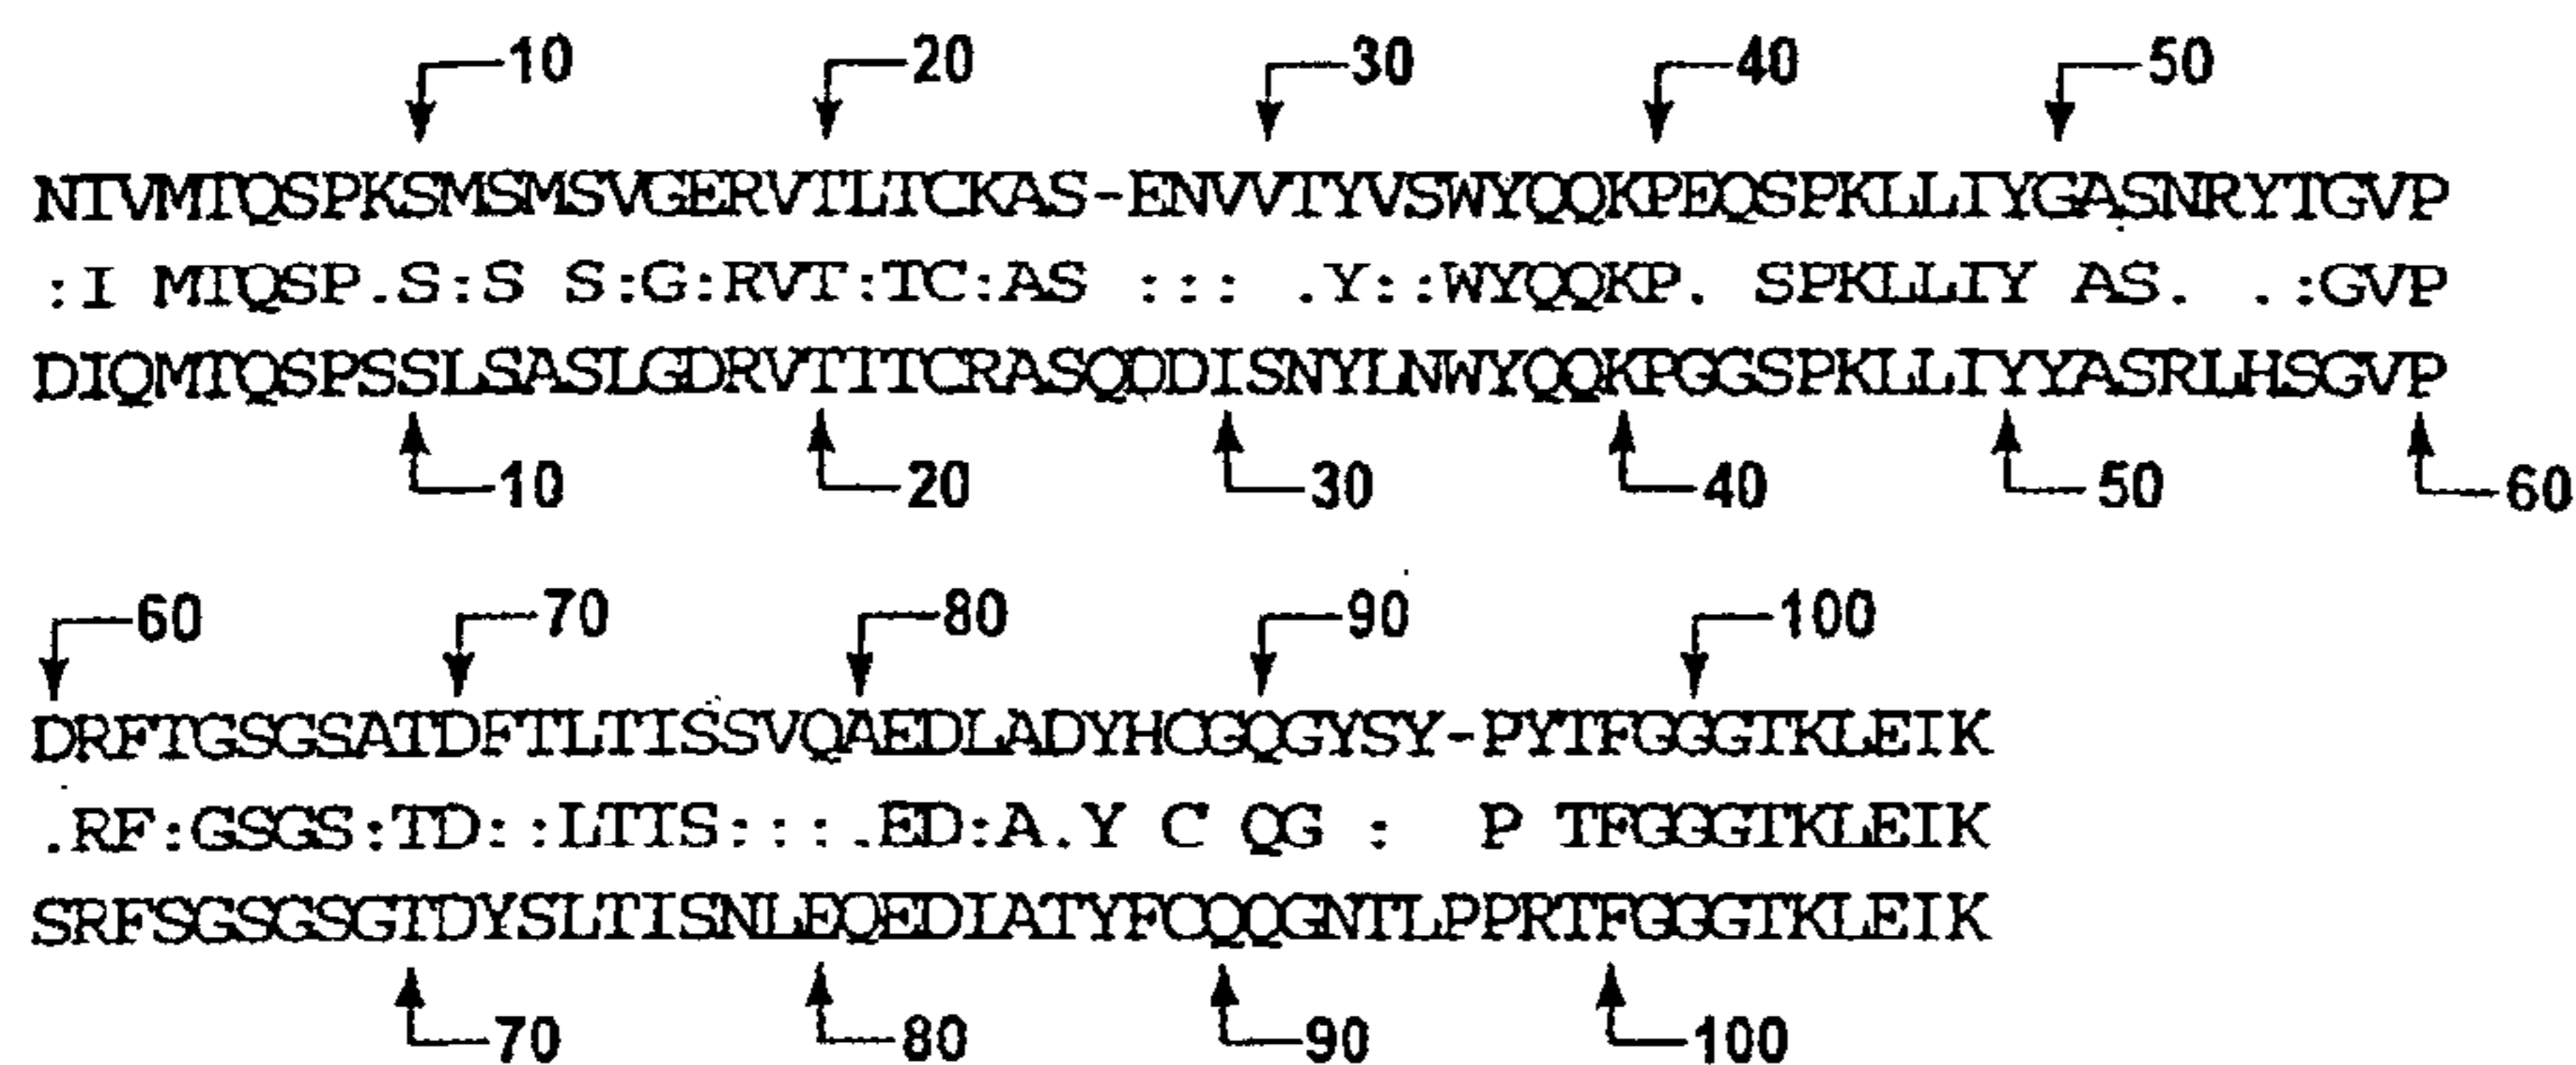 10 20 30 40 50
NTVMTQSPKSMSMSVGERVTLTCKAS-ENVVTYVSWYQQKPEQSPKLLIYGASNRYTGVP
:I MTQSP.S:S S:G:RVT:TC:AS ::: .Y::WYQQKP. SPKLLIY AS. .:GVP
DIQMTQSPSSLSASLGDRVTITCRASQDDISNYLNWYQQKPGGSPKLLIYYASRLHSGVP
10 20 30 40 50 60
60 70 80 90 100
DRFTGSGSATDFTLTISSVQAEDLADYHCGQGYSY-PYTFGGGTKLEIK
.RF:GSGS:TD::LTIS:::.ED:A.Y C QG : P TFGGGTKLEIK
SRFSGSGSGTDYSLTISNLEQEDIATYFCQQGNTLPPRTFGGGTKLEIK
70 80 90 100